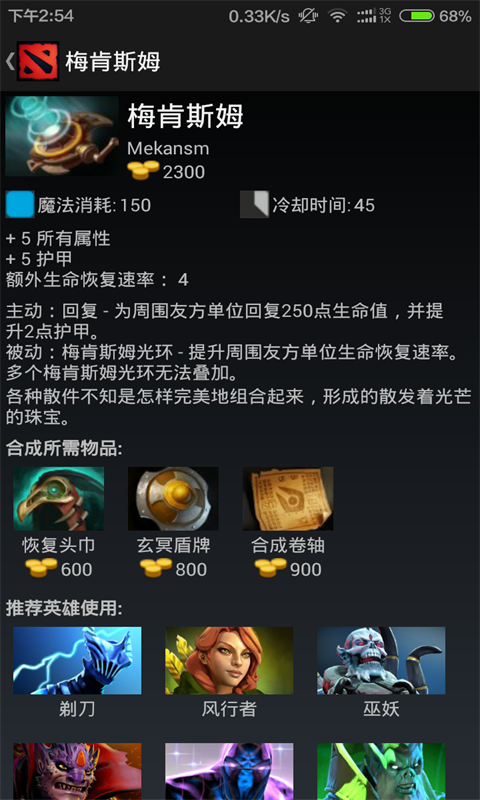 下午2:54
0.33K/s
3G
1X
68%
梅肯斯姆
梅肯斯姆
Mekansm
2300
魔法消耗: 150
冷却时间: 45
+ 5 所有属性
+ 5 护甲
额外生命恢复速率： 4
主动：回复 - 为周围友方单位回复250点生命值，并提
升2点护甲。
被动：梅肯斯姆光环 - 提升周围友方单位生命恢复速率。
多个梅肯斯姆光环无法叠加。
各种散件不知是怎样完美地组合起来，形成的散发着光芒
的珠宝。
合成所需物品:
恢复头巾
玄冥盾牌
合成卷轴
600
800
900
推荐英雄使用:
剃刀
风行者
巫妖